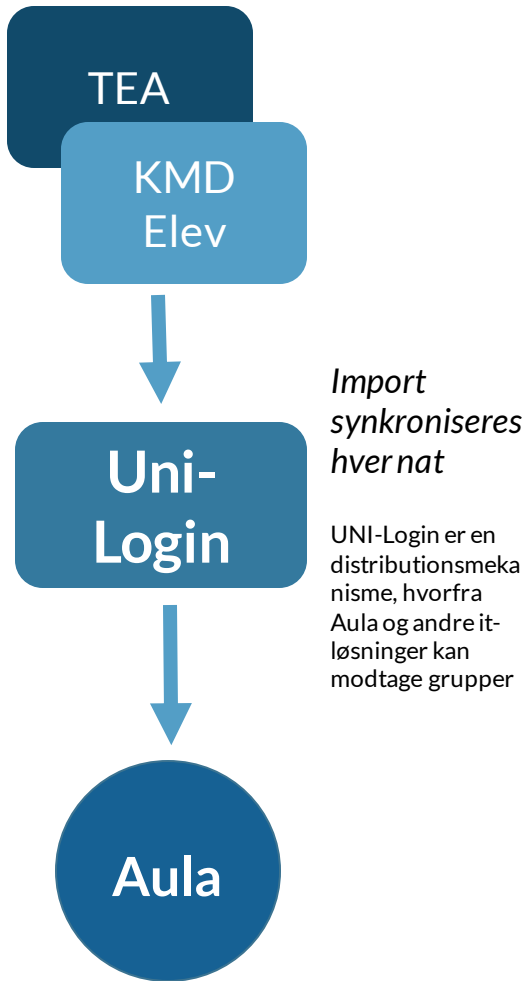 TEA
KMD
Elev
Import
synkroniseres
hver nat
Uni-
Login
UNI-Login er en
distributionsmeka
nisme, hvorfra
Aula og andre it-
løsninger kan
modtage grupper
Aula